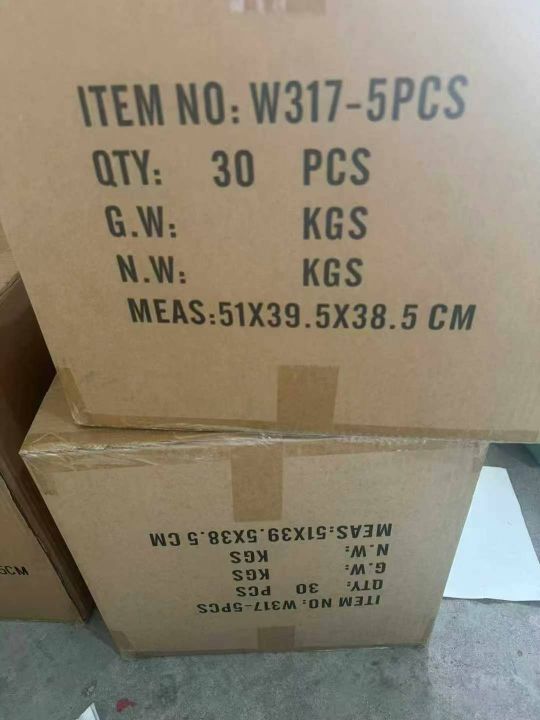 ITEM NO: W317-5PCS
QTY: 30 PCS
G.W: KGS
N.W: KGS
MEAS:51X39.5X38.5 CM
ITEM NO: W317-5PCS
QTY: 30 PCS
G.W: KGS
N.W: KGS
MEAS:51X39.5X38.5 CM
5CM